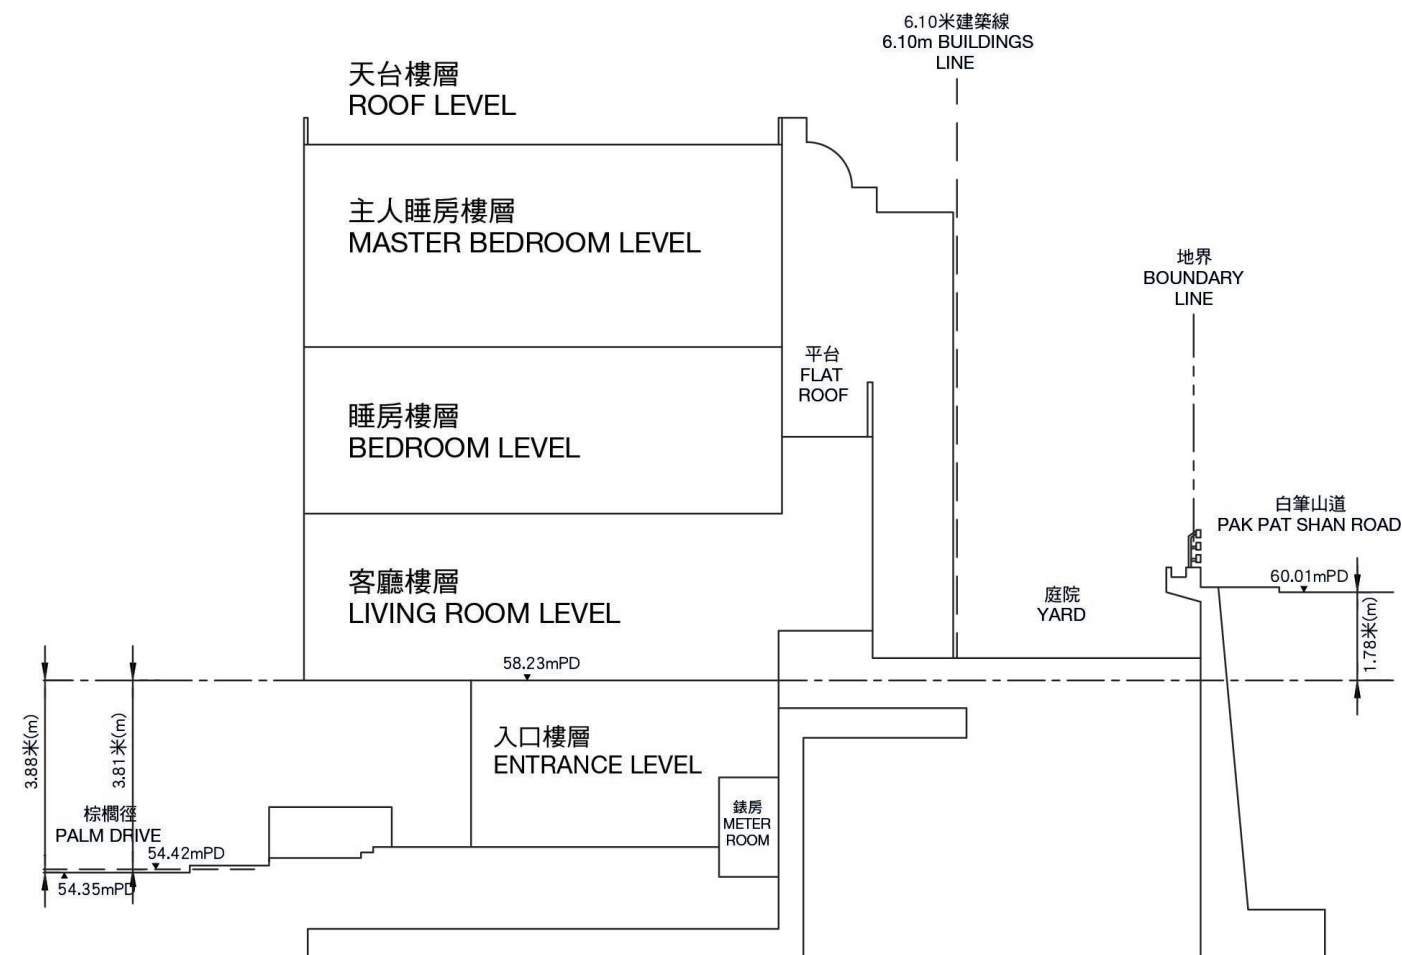 6.10米建築線
6.10m BUILDINGS
LINE
天台樓層
ROOF LEVEL
主人睡房樓層
MASTER BEDROOM LEVEL
地界
BOUNDARY
LINE
平台
FLAT
ROOF
睡房樓層
BEDROOM LEVEL
白筆山道
PAK PAT SHAN ROAD
60.01mPD
1.78米(m)
客廳樓層
LIVING ROOM LEVEL
庭院
YARD
58.23mPD
3.88米(m)
3.81米(m)
入口樓層
ENTRANCE LEVEL
錶房
METER
ROOM
棕櫚徑
PALM DRIVE
54.42mPD
54.35mPD